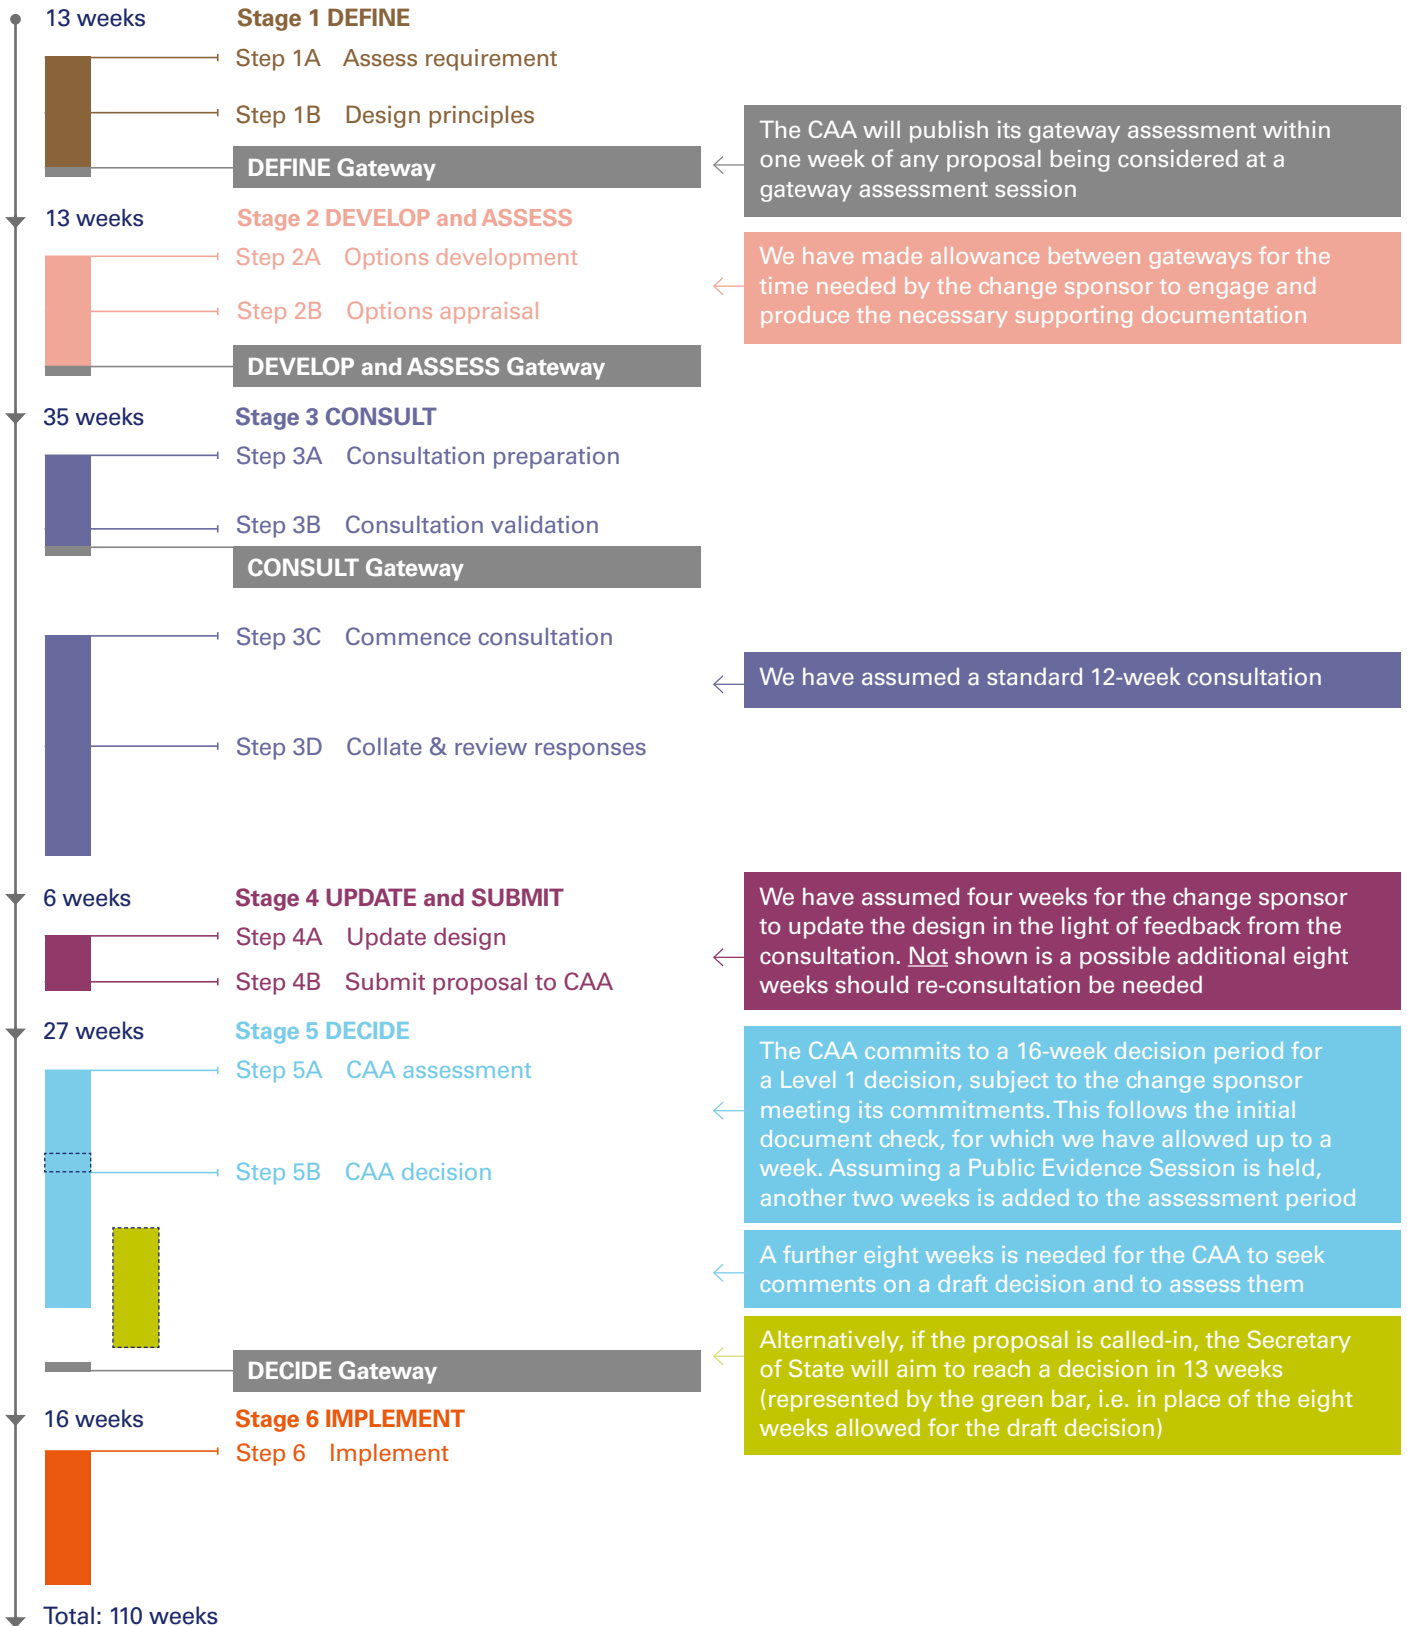 13 weeks
Stage 1 DEFINE
Step 1A Assess requirement
Step 1B Design principles
DEFINE Gateway
The CAA will publish its gateway assessment within
one week of any proposal being considered at a
gateway assessment session
13 weeks
Stage 2 DEVELOP and ASSESS
Step 2A Options development
Step 2B Options appraisal
DEVELOP and ASSESS Gateway
We have made allowance between gateways for the
time needed by the change sponsor to engage and
produce the necessary supporting documentation
35 weeks
Stage 3 CONSULT
Step 3A Consultation preparation
Step 3B Consultation validation
CONSULT Gateway
Step 3C Commence consultation
Step 3D Collate & review responses
We have assumed a standard 12-week consultation
6 weeks
Stage 4 UPDATE and SUBMIT
Step 4A Update design
Step 4B Submit proposal to CAA
We have assumed four weeks for the change sponsor
to update the design in the light of feedback from the
consultation. Not shown is a possible additional eight
weeks should re-consultation be needed
27 weeks
Stage 5 DECIDE
Step 5A CAA assessment
Step 5B CAA decision
The CAA commits to a 16-week decision period for
a Level 1 decision, subject to the change sponsor
meeting its commitments. This follows the initial
document check, for which we have allowed up to a
week. Assuming a Public Evidence Session is held,
another two weeks is added to the assessment period
A further eight weeks is needed for the CAA to seek
comments on a draft decision and to assess them
Alternatively, if the proposal is called-in, the Secretary
of State will aim to reach a decision in 13 weeks
(represented by the green bar, i.e. in place of the eight
weeks allowed for the draft decision)
DECIDE Gateway
16 weeks
Stage 6 IMPLEMENT
Step 6 Implement
Total: 110 weeks